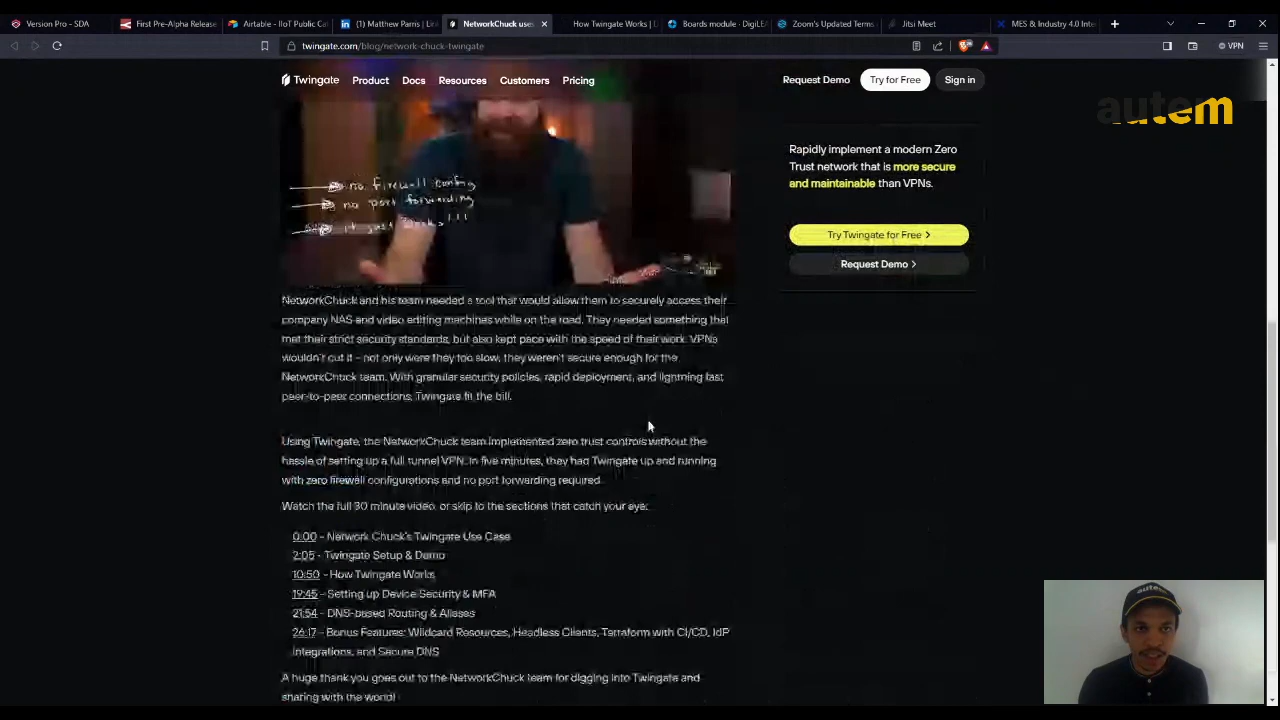 Version Pro - SDA
First Pre-Alpha Release
Airtable - IIoT Public Cat
(1) Matthew Parris | Link
NetworkChuck uses
How Twingate Works | D
Boards module - DigiLEA
Zoom's Updated Terms
Jitsi Meet
MES & Industry 4.0 Inte
twingate.com/blog/network-chuck-twingate
VPN
Twingate Product Docs Resources Customers Pricing
Request Demo Try for Free Sign in
autem
no firewall config
no port forwarding
it just works!!!
Rapidly implement a modern Zero
Trust network that is more secure
and maintainable than VPNs.
Try Twingate for Free >
Request Demo >
NetworkChuck and his team needed a tool that would allow them to securely access their
company NAS and video editing machines while on the road. They needed something that
met their strict security standards, but also kept pace with the speed of their work. VPNs
wouldn't cut it – not only were they too slow, they weren't secure enough for the
NetworkChuck team. With granular security policies, rapid deployment, and lightning fast
peer-to-peer connections, Twingate fit the bill.
Using Twingate, the NetworkChuck team implemented zero trust controls without the
hassle of setting up a full tunnel VPN. In five minutes, they had Twingate up and running
with zero firewall configurations and no port forwarding required.
Watch the full 30 minute video, or skip to the sections that catch your eye:
0:00 - Network Chuck's Twingate Use Case
2:05 - Twingate Setup & Demo
10:50 - How Twingate Works
19:45 - Setting up Device Security & MFA
21:54 - DNS-based Routing & Aliases
26:17 - Bonus Features: Wildcard Resources, Headless Clients, Terraform with CI/CD, IdP
Integrations, and Secure DNS
A huge thank you goes out to the NetworkChuck team for digging into Twingate and
sharing with the world!
autem